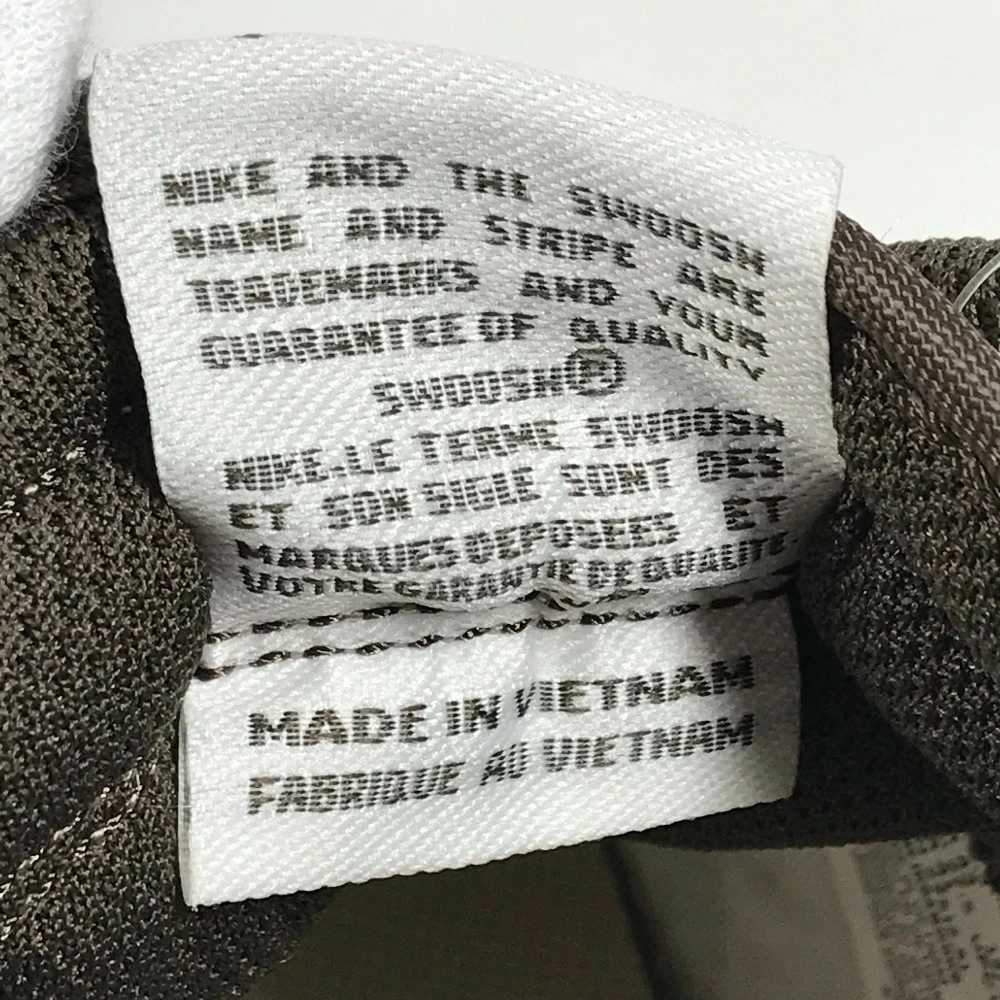 NIKE AND THE SWOOSH
NAME AND STRIPE ARE
TRADEMARKS AND YOUR
GUARANTEE OF QUALITY
SWOOSH®
NIKE.LE TERME SWOOSH
ET SON SIGLE SONT DES
MARQUES DEPOSEES ET
VOTRE GARANTIE DE QUALITE.
MADE IN VIETNAM
FABRIQUE AU VIETNAM